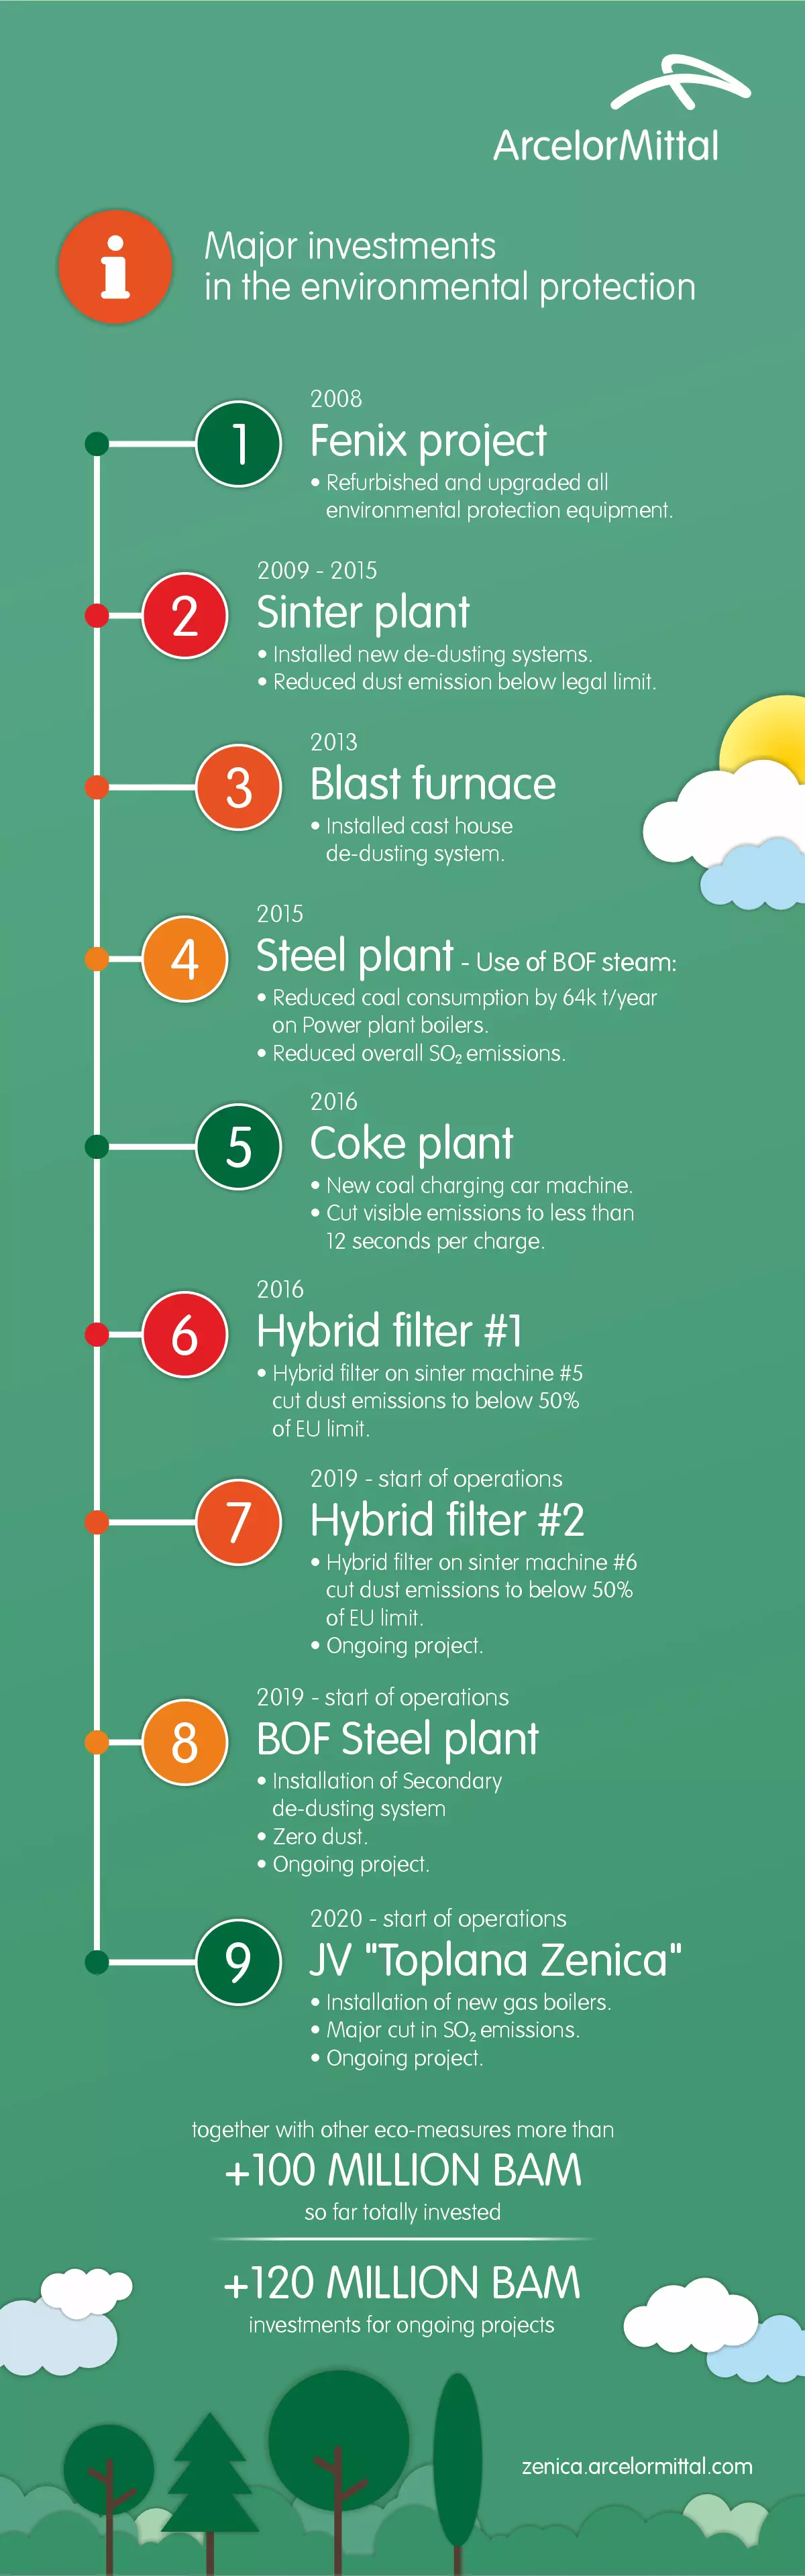 ArcelorMittal
i
Major investments
in the environmental protection
2008
1
Fenix project
• Refurbished and upgraded all
environmental protection equipment.
2009 - 2015
2
Sinter plant
• Installed new de-dusting systems.
• Reduced dust emission below legal limit.
2013
3
Blast furnace
• Installed cast house
de-dusting system.
2015
4
Steel plant - Use of BOF steam:
• Reduced coal consumption by 64k t/year
on Power plant boilers.
• Reduced overall SO₂ emissions.
2016
5
Coke plant
• New coal charging car machine.
• Cut visible emissions to less than
12 seconds per charge.
2016
6
Hybrid filter #1
• Hybrid filter on sinter machine #5
cut dust emissions to below 50%
of EU limit.
2019 - start of operations
7
Hybrid filter #2
• Hybrid filter on sinter machine #6
cut dust emissions to below 50%
of EU limit.
• Ongoing project.
2019 - start of operations
8
BOF Steel plant
• Installation of Secondary
de-dusting system
• Zero dust.
• Ongoing project.
2020 - start of operations
9
JV "Toplana Zenica"
• Installation of new gas boilers.
• Major cut in SO₂ emissions.
• Ongoing project.
together with other eco-measures more than
+100 MILLION BAM
so far totally invested
+120 MILLION BAM
investments for ongoing projects
zenica.arcelormittal.com